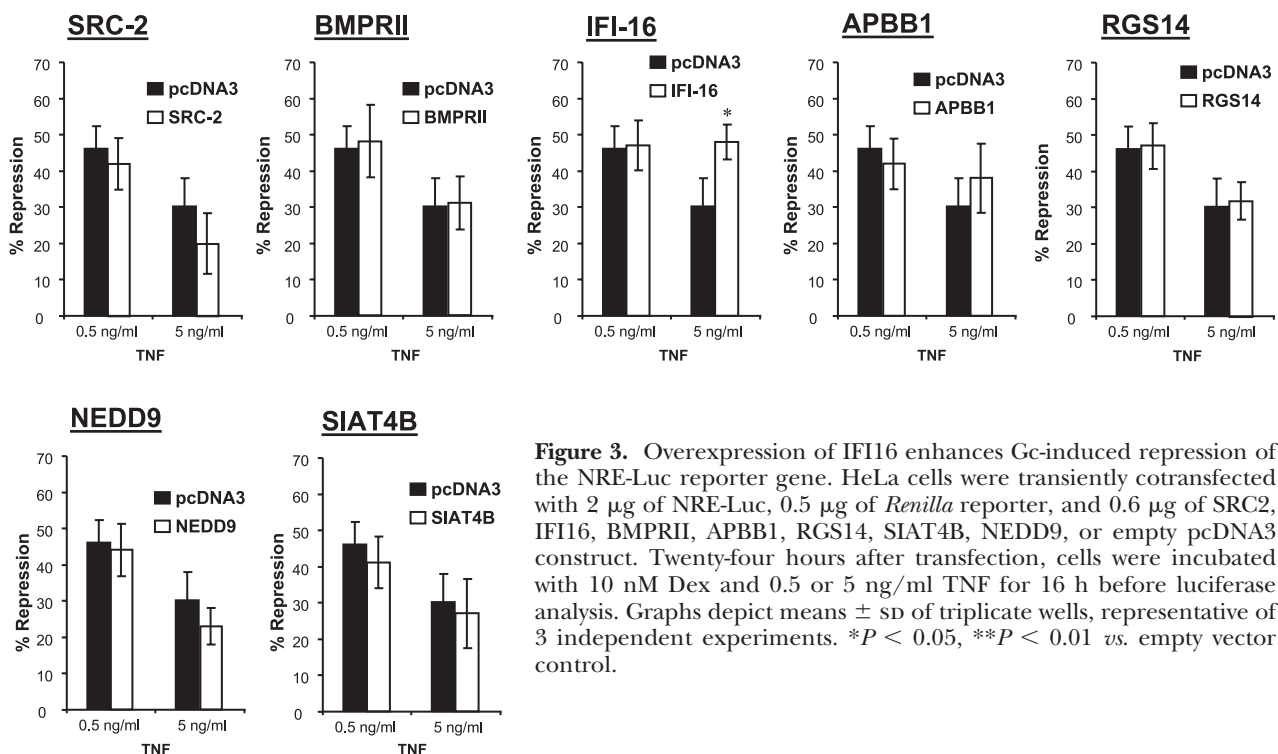 SRC-2
70
60
50
40
30
20
10
0
% Repression
pcDNA3
SRC-2
0.5 ng/ml
5 ng/ml
TNF
BMPRII
70
60
50
40
30
20
10
0
% Repression
pcDNA3
BMPRII
0.5 ng/ml
5 ng/ml
TNF
IFI-16
70
60
50
40
30
20
10
0
% Repression
pcDNA3
IFI-16
*
0.5 ng/ml
5 ng/ml
TNF
APBB1
70
60
50
40
30
20
10
0
% Repression
pcDNA3
APBB1
0.5 ng/ml
5 ng/ml
TNF
RGS14
70
60
50
40
30
20
10
0
% Repression
pcDNA3
RGS14
0.5 ng/ml
5 ng/ml
TNF
NEDD9
70
60
50
40
30
20
10
0
% Repression
pcDNA3
NEDD9
0.5 ng/ml
5 ng/ml
TNF
SIAT4B
70
60
50
40
30
20
10
0
% Repression
pcDNA3
SIAT4B
0.5 ng/ml
5 ng/ml
TNF
Figure 3. Overexpression of IFI16 enhances Gc-induced repression of
the NRE-Luc reporter gene. HeLa cells were transiently cotransfected
with 2 μg of NRE-Luc, 0.5 μg of Renilla reporter, and 0.6 μg of SRC2,
IFI16, BMPRII, APBB1, RGS14, SIAT4B, NEDD9, or empty pcDNA3
construct. Twenty-four hours after transfection, cells were incubated
with 10 nM Dex and 0.5 or 5 ng/ml TNF for 16 h before luciferase
analysis. Graphs depict means ± SD of triplicate wells, representative of
3 independent experiments. *P < 0.05, **P < 0.01 vs. empty vector
control.